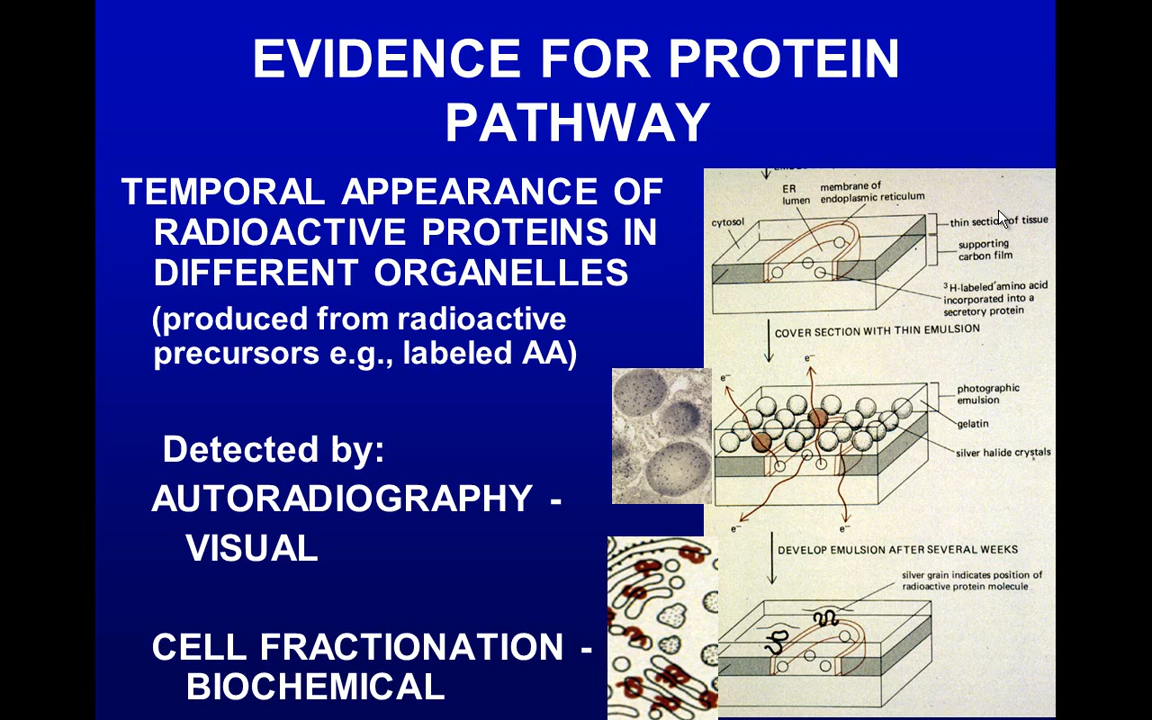 EVIDENCE FOR PROTEIN
PATHWAY
TEMPORAL APPEARANCE OF
RADIOACTIVE PROTEINS IN
DIFFERENT ORGANELLES
(produced from radioactive
precursors e.g., labeled AA)
Detected by:
AUTORADIOGRAPHY -
VISUAL
CELL FRACTIONATION -
BIOCHEMICAL
ER
lumen
membrane of
endoplasmic reticulum
cytosol
thin section of tissue
supporting
carbon film
³H-labeled amino acid
incorporated into a
secretory protein
COVER SECTION WITH THIN EMULSION
e⁻
e⁻
photographic
emulsion
gelatin
silver halide crystals
e⁻
e⁻
DEVELOP EMULSION AFTER SEVERAL WEEKS
silver grain indicates position of
radioactive protein molecule